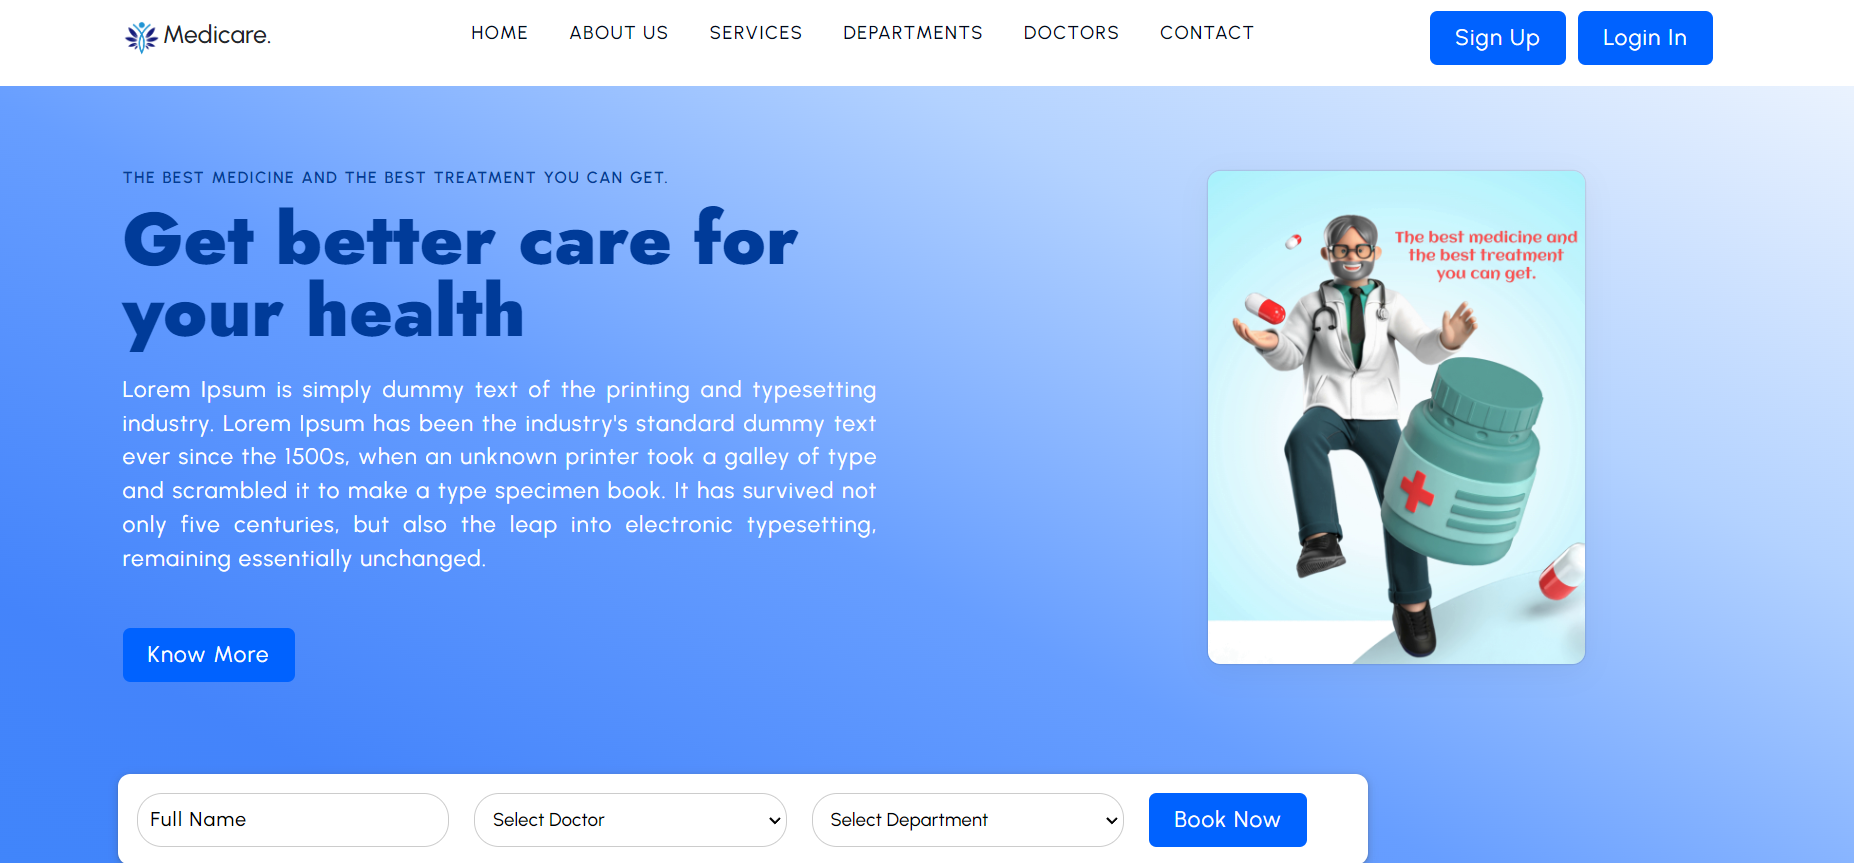 Medicare.
HOME ABOUT US SERVICES DEPARTMENTS DOCTORS CONTACT
Sign Up Login In
THE BEST MEDICINE AND THE BEST TREATMENT YOU CAN GET.
Get better care for
your health
Lorem Ipsum is simply dummy text of the printing and typesetting
industry. Lorem Ipsum has been the industry's standard dummy text
ever since the 1500s, when an unknown printer took a galley of type
and scrambled it to make a type specimen book. It has survived not
only five centuries, but also the leap into electronic typesetting,
remaining essentially unchanged.
Know More
The best medicine and
the best treatment
you can get.
Full Name Select Doctor Select Department Book Now